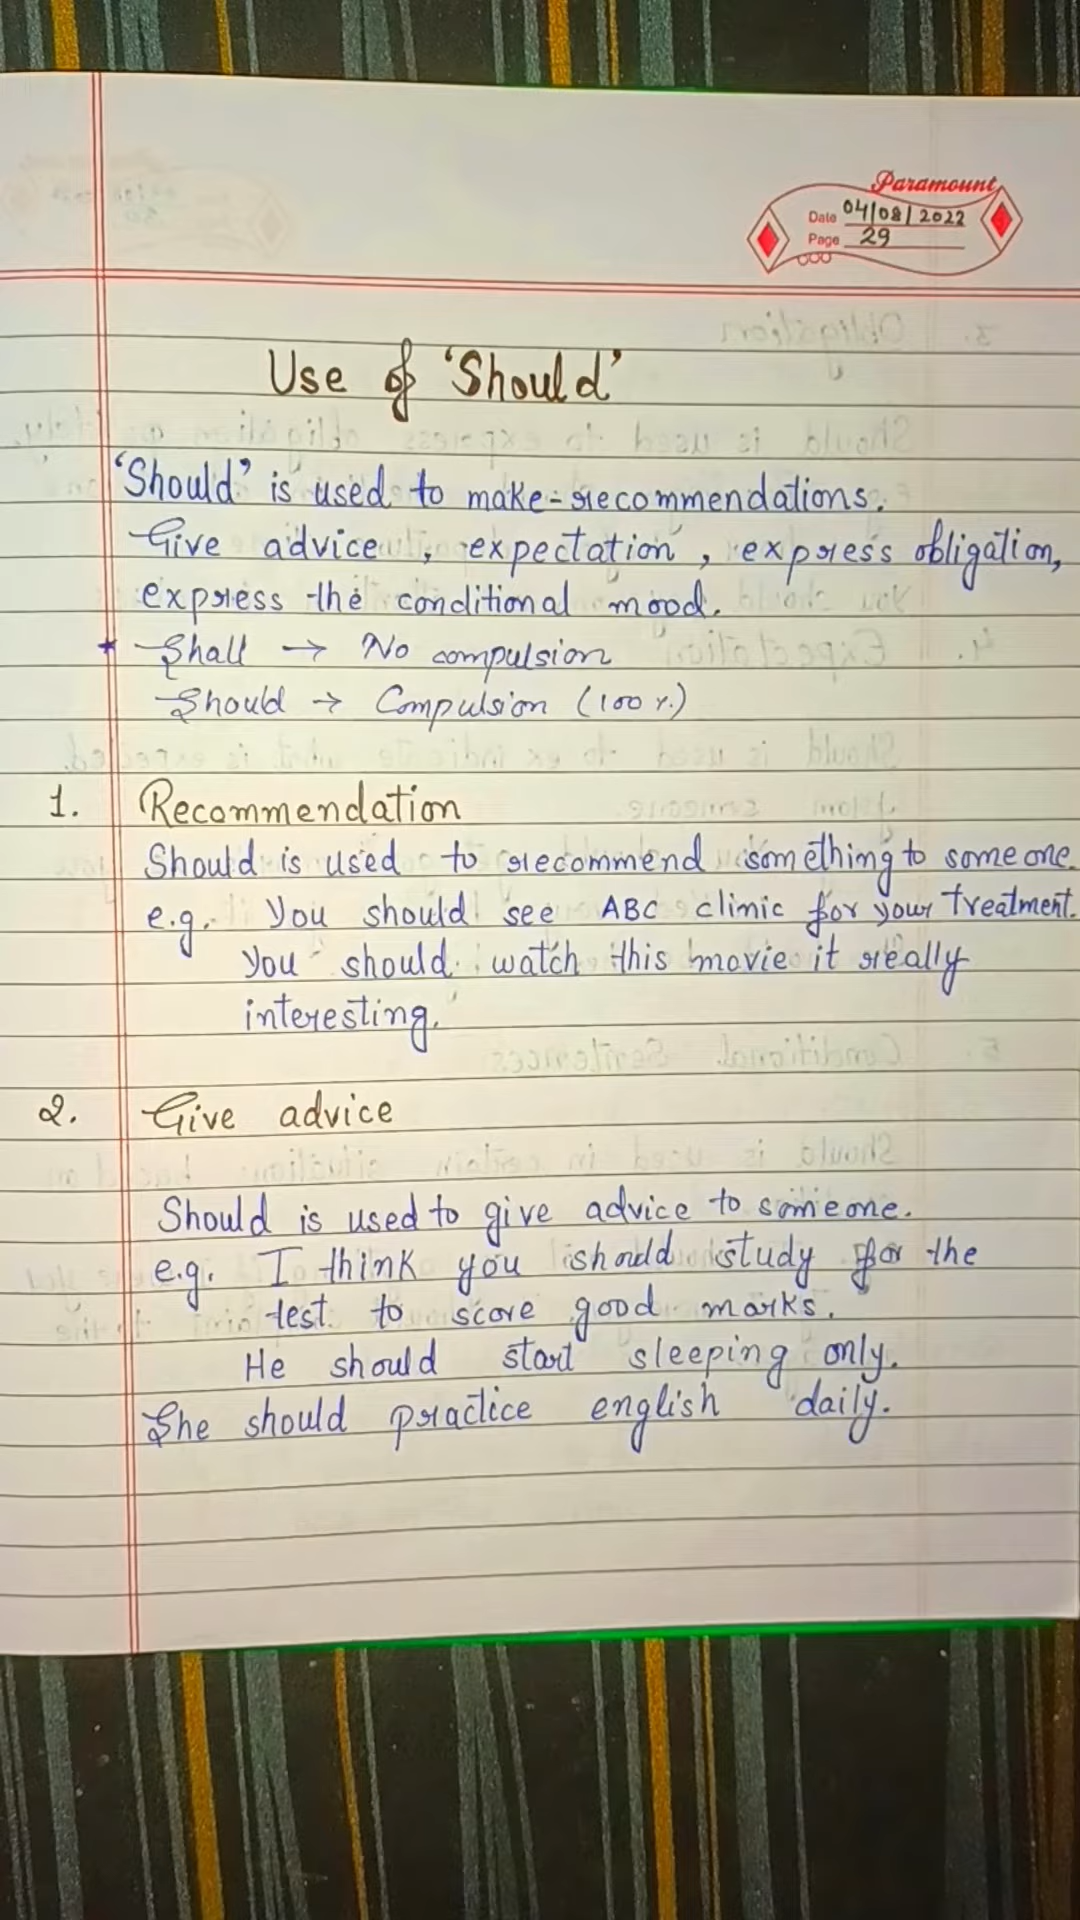 Paramount
Date 04/08/2022
Page 29
Use of 'Should'
'Should' is used to make-recommendations.
Give advice, expectation, express obligation,
express the conditional mood.
* Shall → No compulsion
Should → Compulsion (100 %)
1. Recommendation
Should is used to recommend something to someone.
e.g. You should see ABC clinic for your treatment.
You should watch this movie it really
interesting.
2. Give advice
Should is used to give advice to someone.
e.g. I think you should study for the
test to score good marks.
He should start sleeping only.
She should practice english daily.